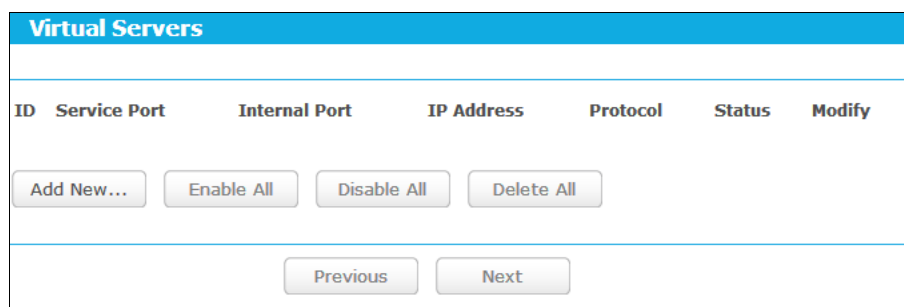 Virtual Servers
ID Service Port Internal Port IP Address Protocol Status Modify
Add New... Enable All Disable All Delete All
Previous Next